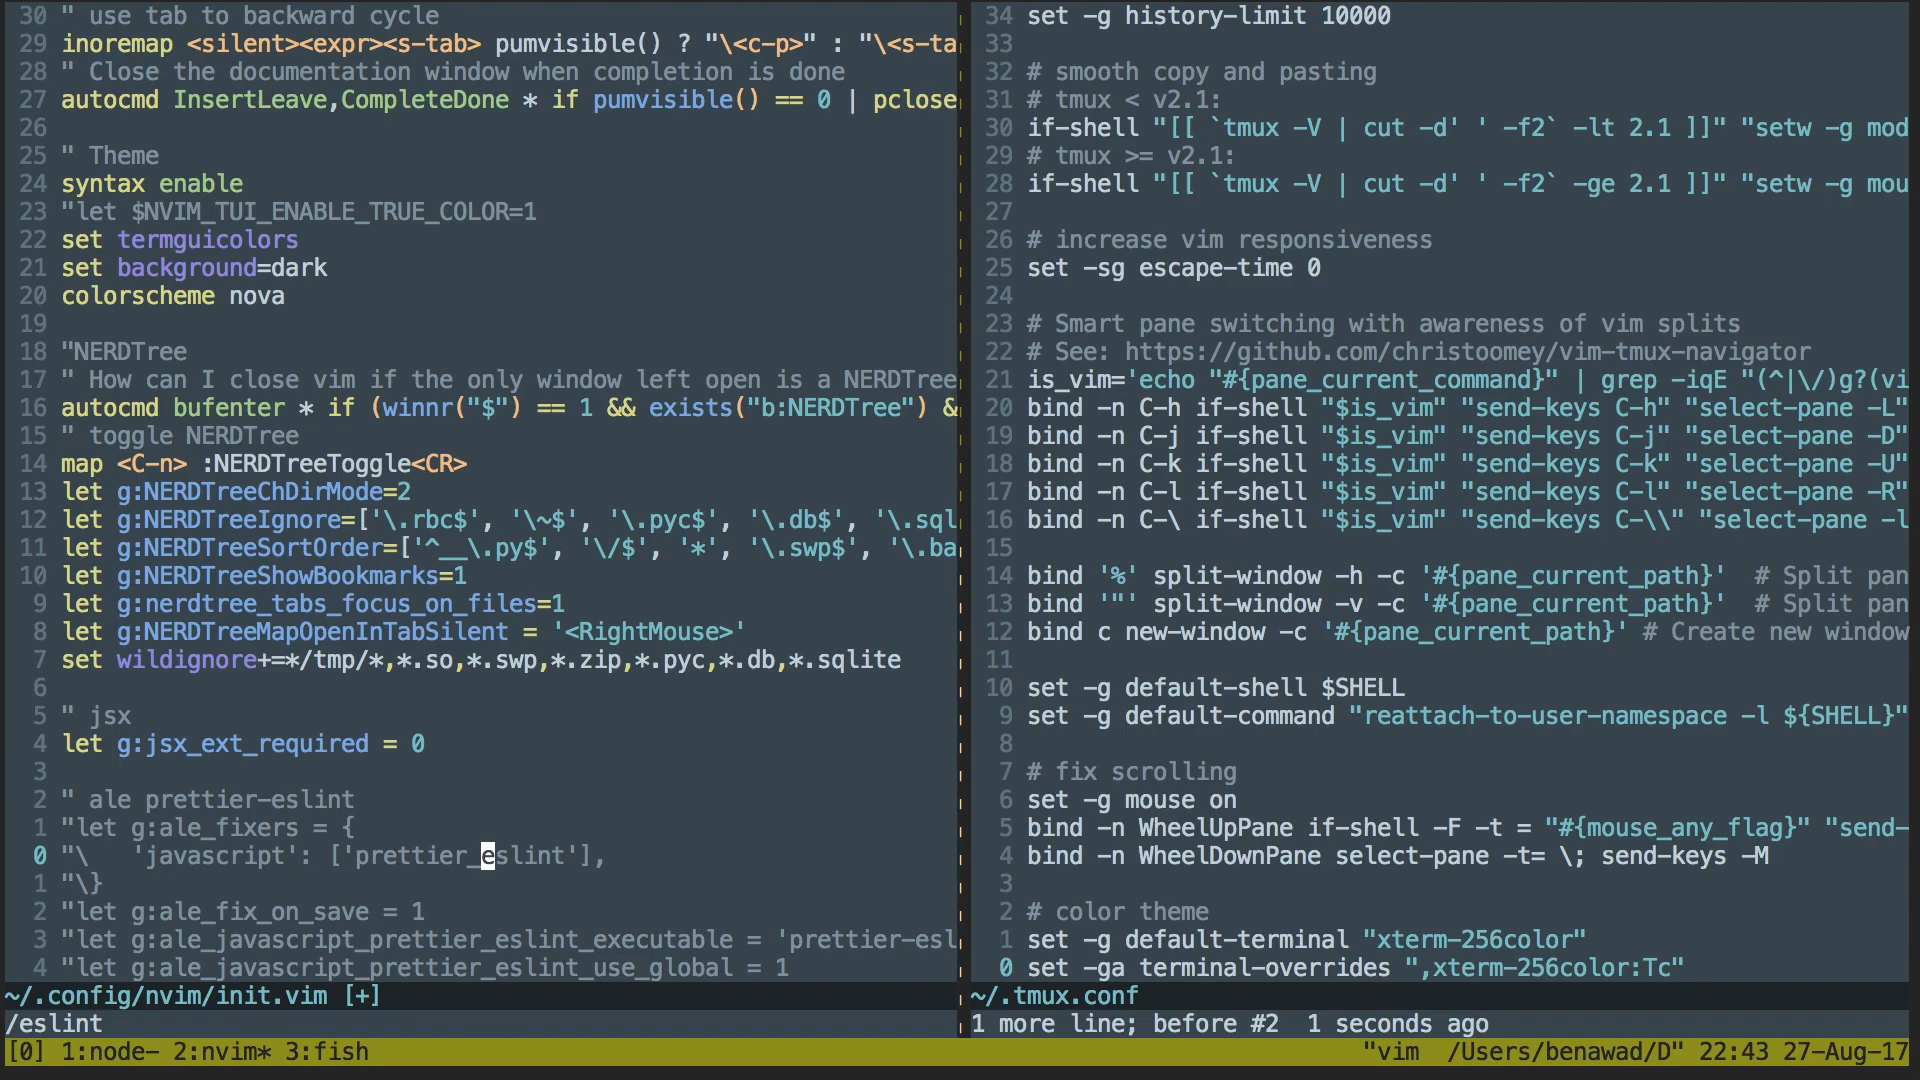 30 " use tab to backward cycle
29 inoremap <silent><expr><s-tab> pumvisible() ? "\<c-p>" : "\<s-ta
28 " Close the documentation window when completion is done
27 autocmd InsertLeave,CompleteDone * if pumvisible() == 0 | pclose
26
25 " Theme
24 syntax enable
23 "let $NVIM_TUI_ENABLE_TRUE_COLOR=1
22 set termguicolors
21 set background=dark
20 colorscheme nova
19
18 "NERDTree
17 " How can I close vim if the only window left open is a NERDTree
16 autocmd bufenter * if (winnr("$") == 1 && exists("b:NERDTree") &
15 " toggle NERDTree
14 map <C-n> :NERDTreeToggle<CR>
13 let g:NERDTreeChDirMode=2
12 let g:NERDTreeIgnore=['\.rbc$', '\~$', '\.pyc$', '\.db$', '\.sql
11 let g:NERDTreeSortOrder=['^__\.py$', '\/$', '*', '\.swp$', '\.ba
10 let g:NERDTreeShowBookmarks=1
9 let g:nerdtree_tabs_focus_on_files=1
8 let g:NERDTreeMapOpenInTabSilent = '<RightMouse>'
7 set wildignore+=*/tmp/*,*.so,*.swp,*.zip,*.pyc,*.db,*.sqlite
6
5 " jsx
4 let g:jsx_ext_required = 0
3
2 " ale prettier-eslint
1 "let g:ale_fixers = {
0 "\   'javascript': ['prettier_eslint'],
1 "\}
2 "let g:ale_fix_on_save = 1
3 "let g:ale_javascript_prettier_eslint_executable = 'prettier-esl
4 "let g:ale_javascript_prettier_eslint_use_global = 1
~/.config/nvim/init.vim [+]
/eslint
34 set -g history-limit 10000
33
32 # smooth copy and pasting
31 # tmux < v2.1:
30 if-shell "[[ `tmux -V | cut -d' ' -f2` -lt 2.1 ]]" "setw -g mod
29 # tmux >= v2.1:
28 if-shell "[[ `tmux -V | cut -d' ' -f2` -ge 2.1 ]]" "setw -g mou
27
26 # increase vim responsiveness
25 set -sg escape-time 0
24
23 # Smart pane switching with awareness of vim splits
22 # See: https://github.com/christoomey/vim-tmux-navigator
21 is_vim='echo "#{pane_current_command}" | grep -iqE "(^|\/)g?(vi
20 bind -n C-h if-shell "$is_vim" "send-keys C-h" "select-pane -L"
19 bind -n C-j if-shell "$is_vim" "send-keys C-j" "select-pane -D"
18 bind -n C-k if-shell "$is_vim" "send-keys C-k" "select-pane -U"
17 bind -n C-l if-shell "$is_vim" "send-keys C-l" "select-pane -R"
16 bind -n C-\ if-shell "$is_vim" "send-keys C-\\" "select-pane -l
15
14 bind '%' split-window -h -c '#{pane_current_path}'  # Split pan
13 bind '"' split-window -v -c '#{pane_current_path}'  # Split pan
12 bind c new-window -c '#{pane_current_path}' # Create new window
11
10 set -g default-shell $SHELL
9 set -g default-command "reattach-to-user-namespace -l ${SHELL}"
8
7 # fix scrolling
6 set -g mouse on
5 bind -n WheelUpPane if-shell -F -t = "#{mouse_any_flag}" "send-
4 bind -n WheelDownPane select-pane -t= \; send-keys -M
3
2 # color theme
1 set -g default-terminal "xterm-256color"
0 set -ga terminal-overrides ",xterm-256color:Tc"
~/.tmux.conf
1 more line; before #2  1 seconds ago
[0] 1:node- 2:nvim* 3:fish
"vim  /Users/benawad/D" 22:43 27-Aug-17